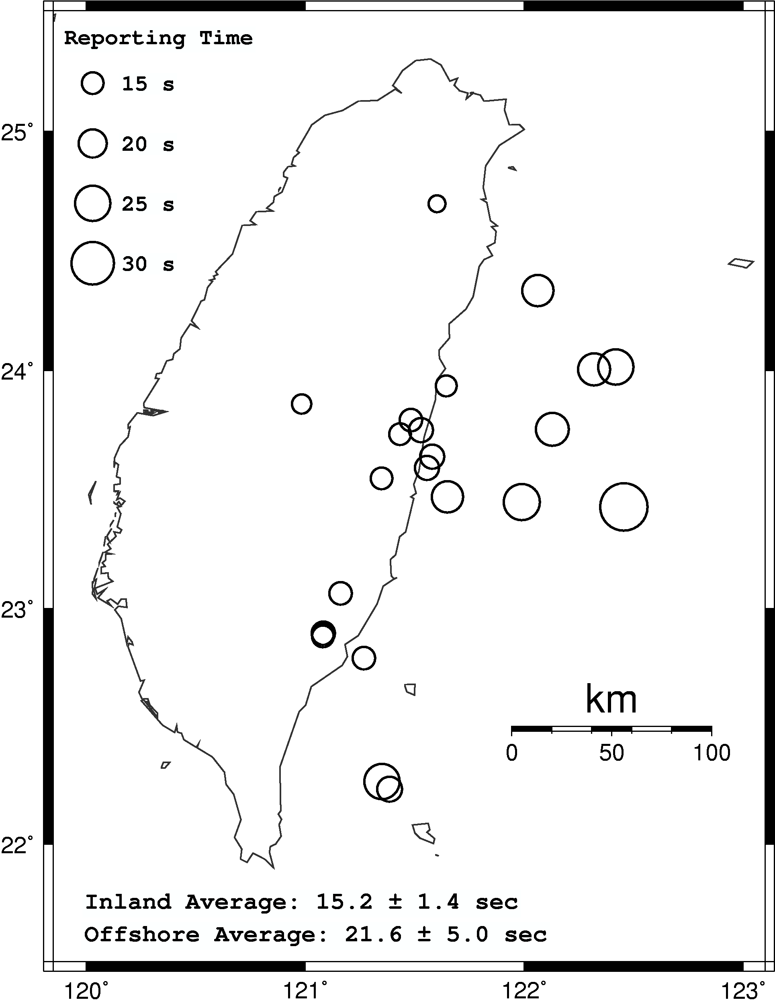 Reporting Time
15 s
20 s
25 s
30 s
25°
24°
23°
22°
km
0 50 100
Inland Average: 15.2 ± 1.4 sec
Offshore Average: 21.6 ± 5.0 sec
120° 121° 122° 123°